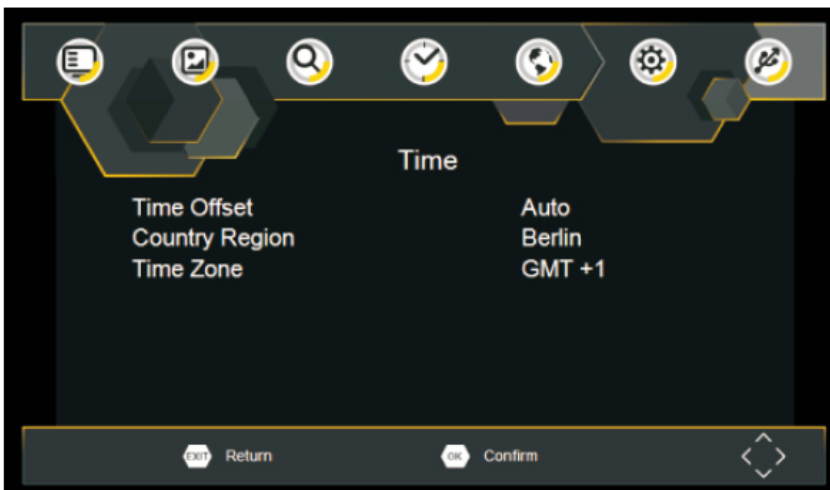 Time
Time Offset Auto
Country Region Berlin
Time Zone GMT +1
EXIT Return OK Confirm